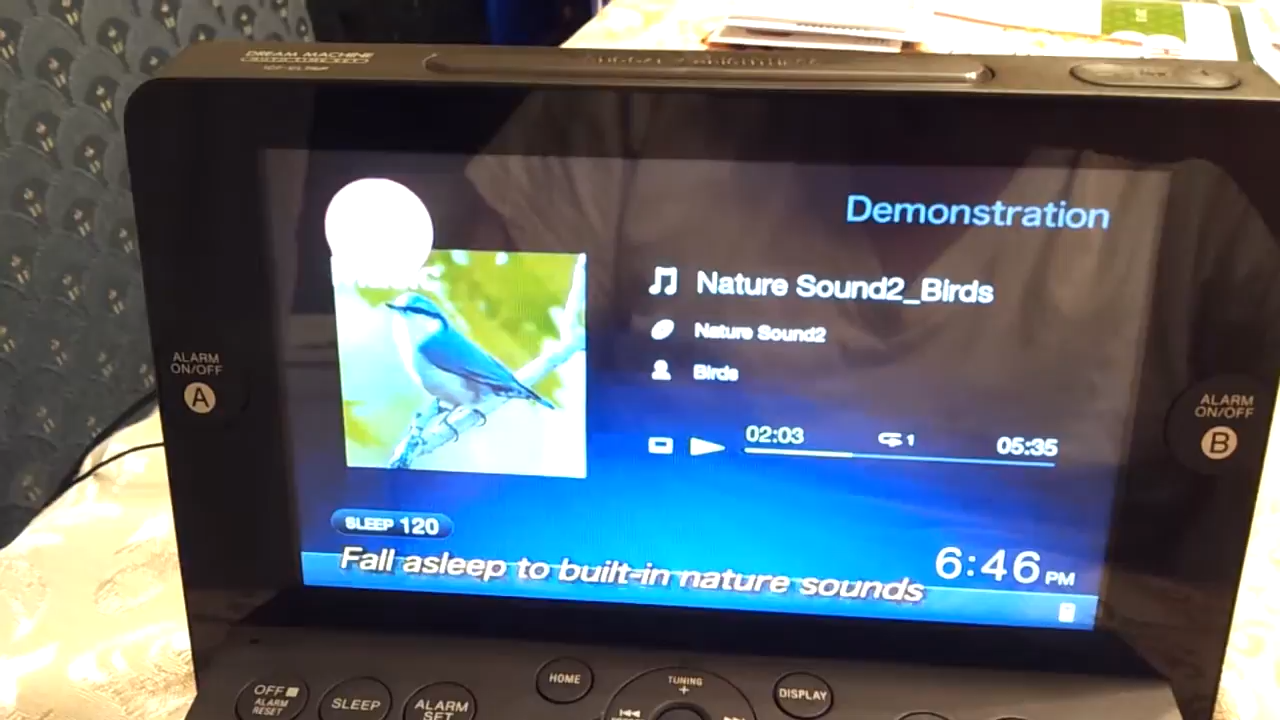 DREAM MACHINE
Demonstration
Nature Sound2_Birds
Nature Sound2
Birds
ALARM
ON/OFF
A
ALARM
ON/OFF
B
02:03
1
05:35
SLEEP 120
Fall asleep to built-in nature sounds
6:46 PM
OFF
ALARM
RESET
SLEEP
ALARM
SET
HOME
TUNING
+
DISPLAY